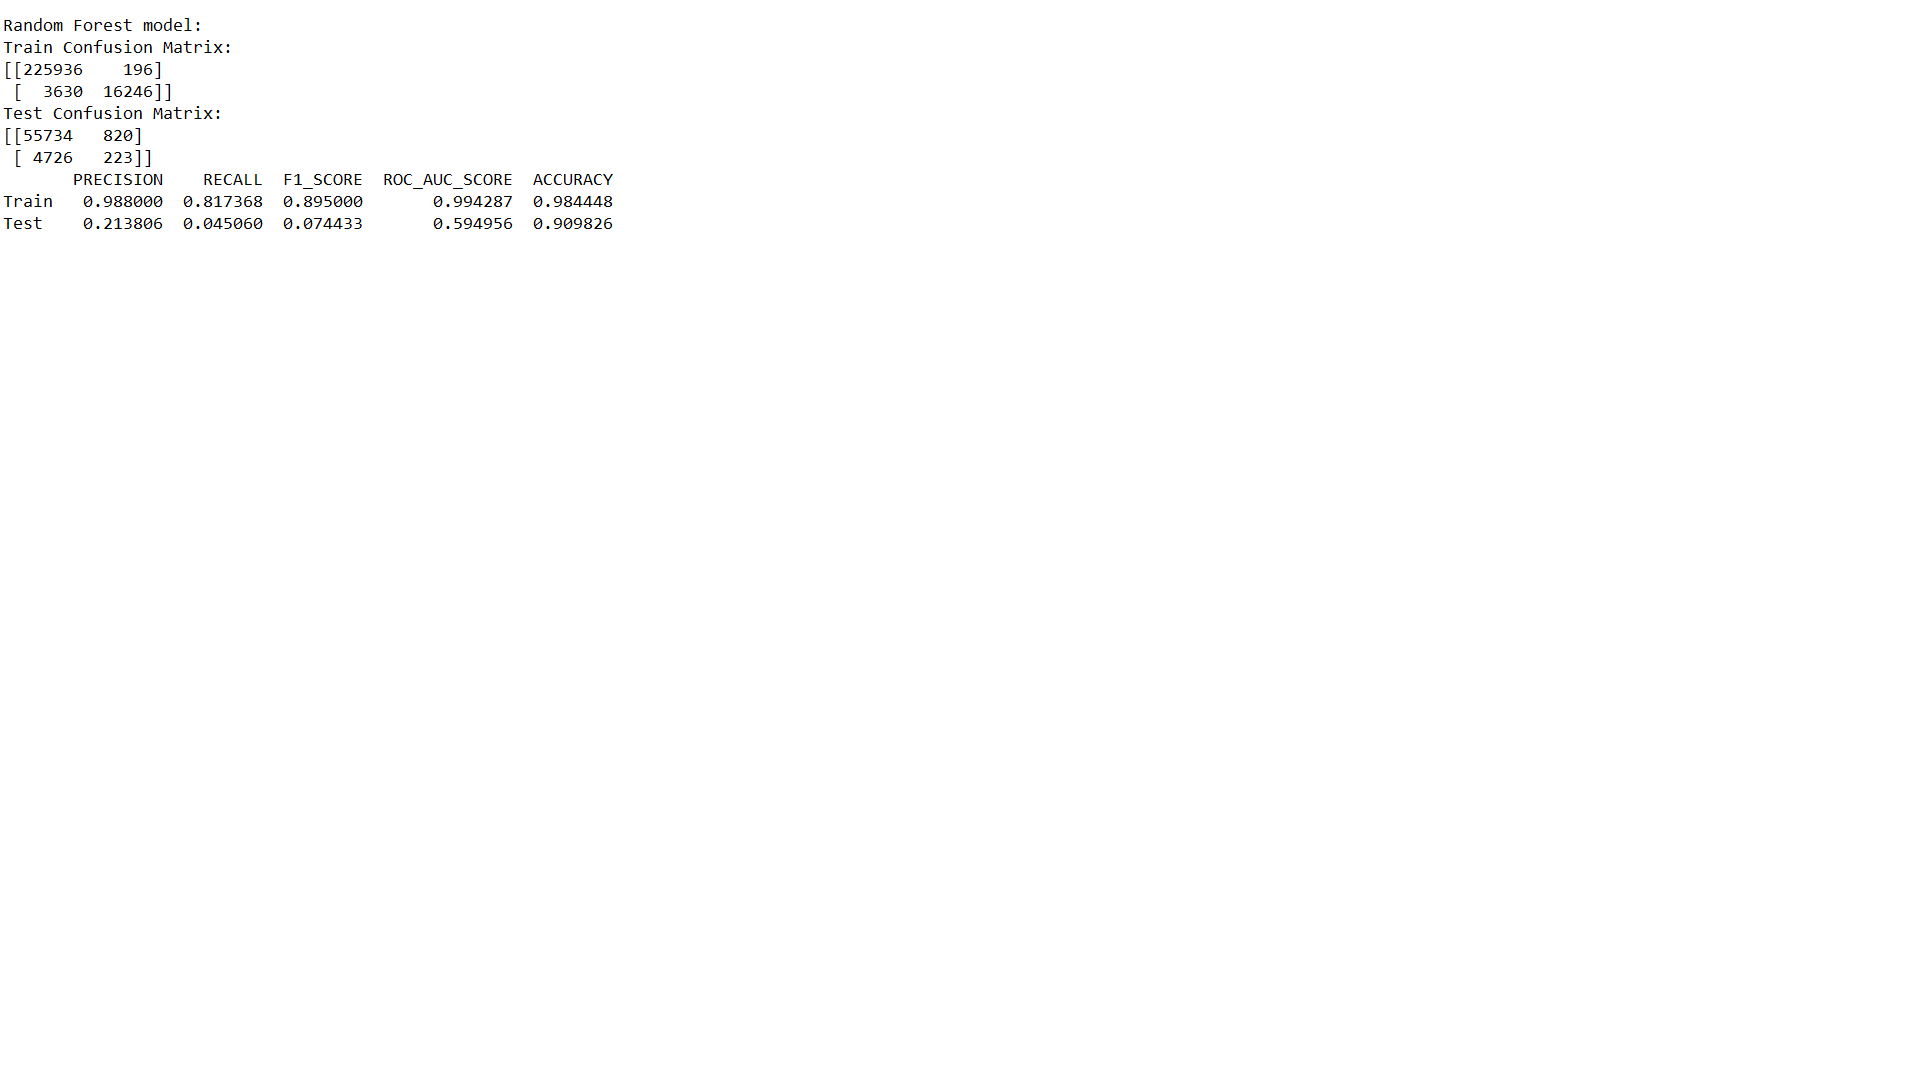 Random Forest model:
Train Confusion Matrix:
[[225936    196]
 [  3630  16246]]
Test Confusion Matrix:
[[55734   820]
 [ 4726   223]]
       PRECISION    RECALL  F1_SCORE  ROC_AUC_SCORE  ACCURACY
Train   0.988000  0.817368  0.895000       0.994287  0.984448
Test    0.213806  0.045060  0.074433       0.594956  0.909826